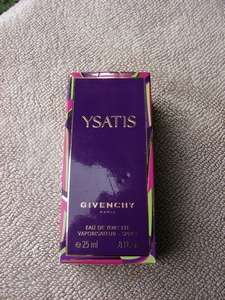 YSATIS
GIVENCHY
PARIS
EAU DE TOILETTE
VAPORISATEUR - SPRAY
e 25 ml